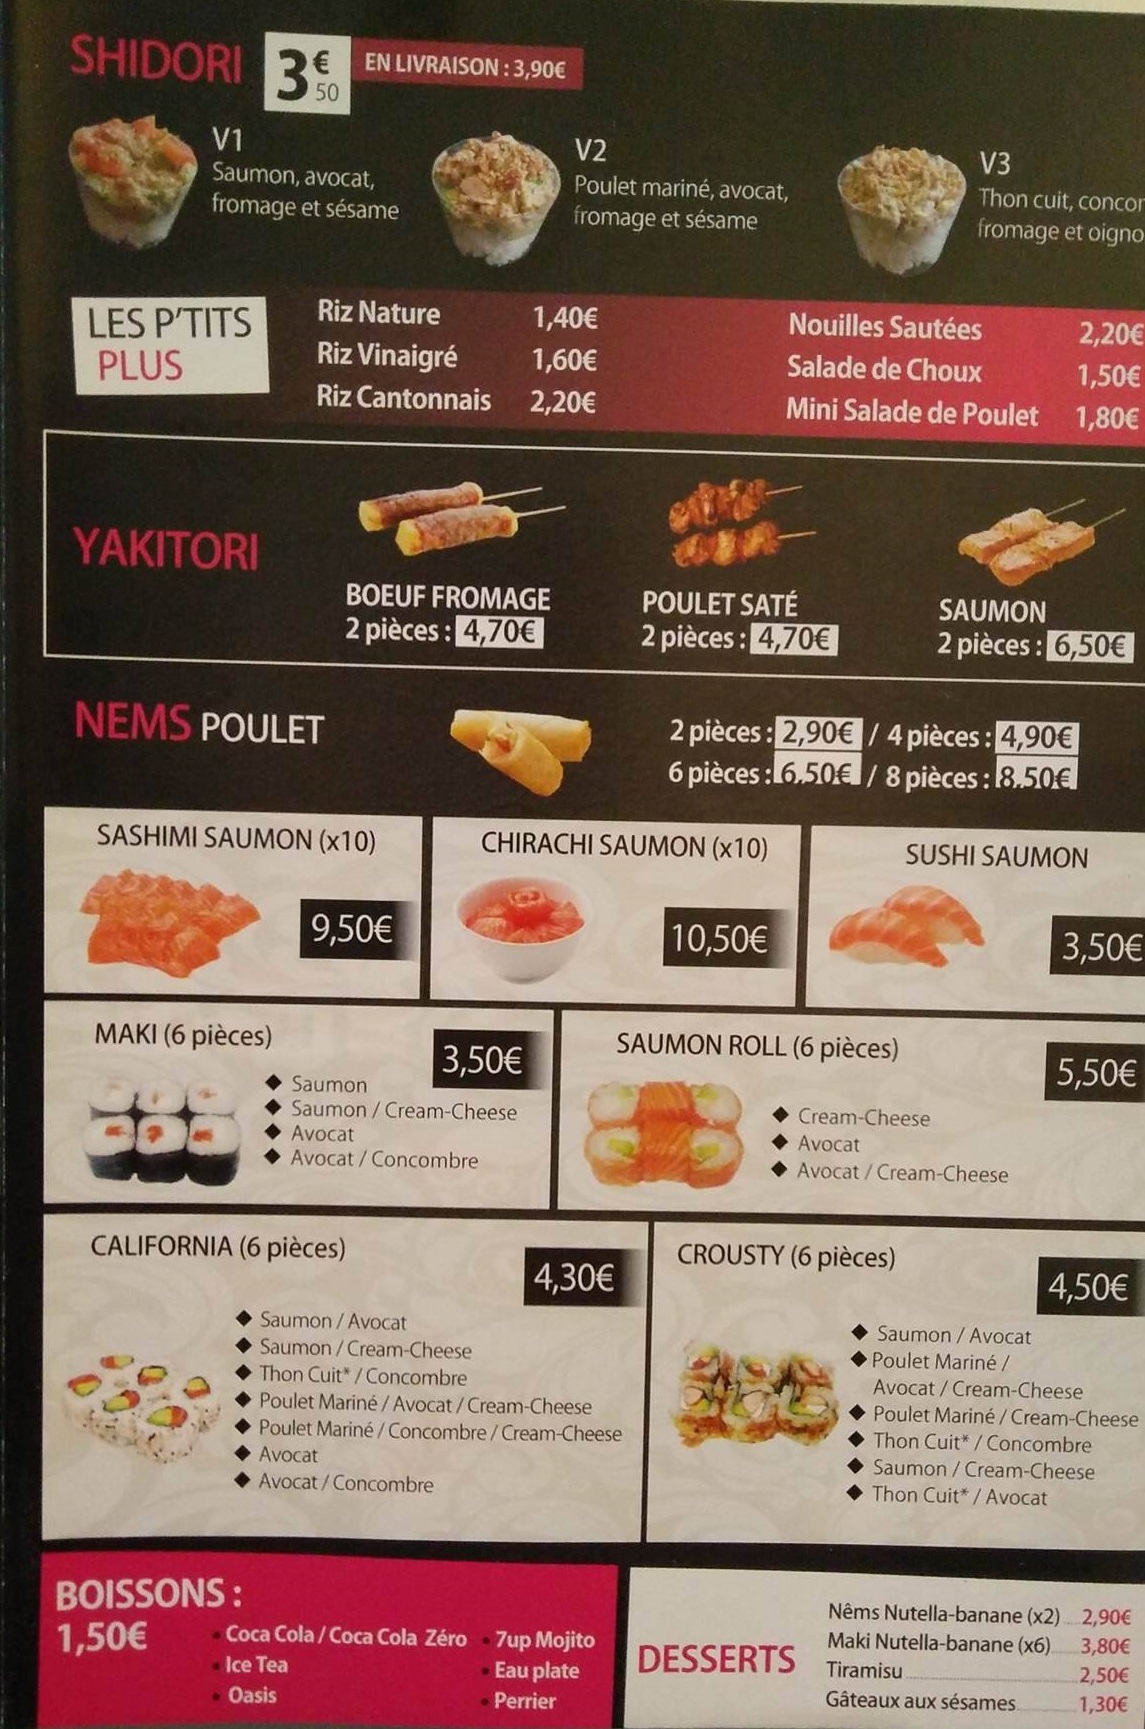 SHIDORI 3€50 EN LIVRAISON : 3,90€
V1
Saumon, avocat,
fromage et sésame
V2
Poulet mariné, avocat,
fromage et sésame
V3
Thon cuit, concor
fromage et oigno
LES P'TITS
PLUS
Riz Nature 1,40€
Riz Vinaigré 1,60€
Riz Cantonnais 2,20€
Nouilles Sautées 2,20€
Salade de Choux 1,50€
Mini Salade de Poulet 1,80€
YAKITORI
BOEUF FROMAGE
2 pièces : 4,70€
POULET SATÉ
2 pièces : 4,70€
SAUMON
2 pièces : 6,50€
NEMS POULET
2 pièces : 2,90€ / 4 pièces : 4,90€
6 pièces : 6,50€ / 8 pièces : 8,50€
SASHIMI SAUMON (x10)
9,50€
CHIRACHI SAUMON (x10)
10,50€
SUSHI SAUMON
3,50€
MAKI (6 pièces)
3,50€
◆ Saumon
◆ Saumon / Cream-Cheese
◆ Avocat
◆ Avocat / Concombre
SAUMON ROLL (6 pièces)
5,50€
◆ Cream-Cheese
◆ Avocat
◆ Avocat / Cream-Cheese
CALIFORNIA (6 pièces)
4,30€
◆ Saumon / Avocat
◆ Saumon / Cream-Cheese
◆ Thon Cuit* / Concombre
◆ Poulet Mariné / Avocat / Cream-Cheese
◆ Poulet Mariné / Concombre / Cream-Cheese
◆ Avocat
◆ Avocat / Concombre
CROUSTY (6 pièces)
4,50€
◆ Saumon / Avocat
◆ Poulet Mariné /
Avocat / Cream-Cheese
◆ Poulet Mariné / Cream-Cheese
◆ Thon Cuit* / Concombre
◆ Saumon / Cream-Cheese
◆ Thon Cuit* / Avocat
BOISSONS :
1,50€
• Coca Cola / Coca Cola Zéro
• Ice Tea
• Oasis
• 7up Mojito
• Eau plate
• Perrier
DESSERTS
Nêms Nutella-banane (x2) 2,90€
Maki Nutella-banane (x6) 3,80€
Tiramisu 2,50€
Gâteaux aux sésames 1,30€